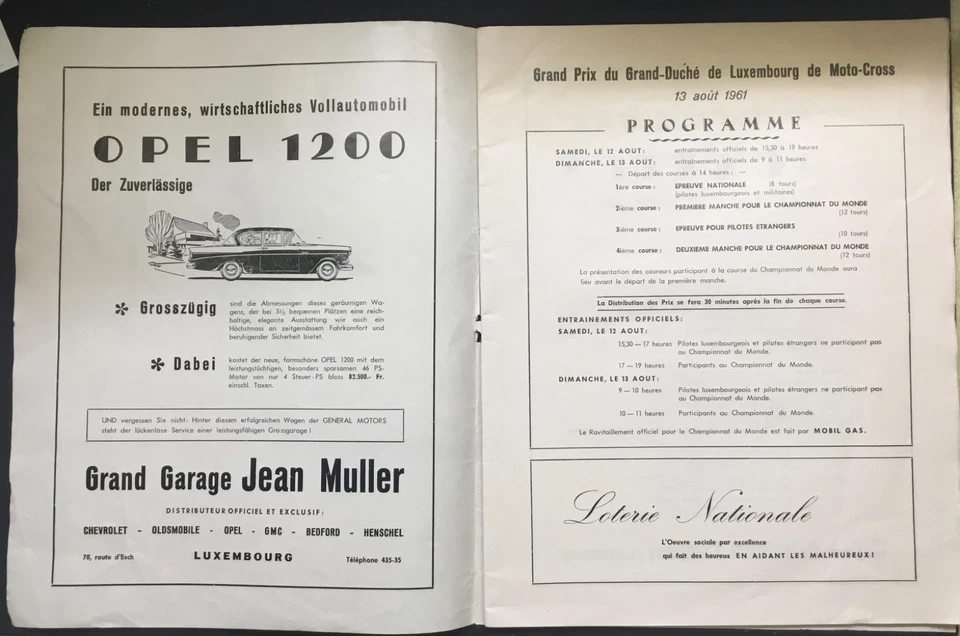 Ein modernes, wirtschaftliches Vollautomobil
OPEL 1200
Der Zuverlässige
* Grosszügig
sind die Abmessungen dieses geräumigen Wa-
gens, der bei 5½ bequemen Plätzen eine reich-
haltige, elegante Ausstattung wie auch ein
Höchstmass an zeitgemässem Fahrkomfort und
beruhigender Sicherheit bietet.
* Dabei
kostet der neue, formschöne OPEL 1200 mit dem
leistungstüchtigen, besonders sparsamen 46 PS-
Motor von nur 4 Steuer-PS bloss 82.500.- Fr.
einschl. Taxen.
UND vergessen Sie nicht: Hinter diesem erfolgreichen Wagen der GENERAL MOTORS
steht der lückenlose Service einer leistungsfähigen Grossgarage!
Grand Garage Jean Muller
DISTRIBUTEUR OFFICIEL ET EXCLUSIF:
CHEVROLET - OLDSMOBILE - OPEL - GMC - BEDFORD - HENSCHEL
70, route d'Esch LUXEMBOURG Téléphone 435-35
Grand Prix du Grand-Duché de Luxembourg de Moto-Cross
13 août 1961
PROGRAMME
SAMEDI, LE 12 AOUT: entraînements officiels de 15,30 à 19 heures
DIMANCHE, LE 13 AOUT: entraînements officiels de 9 à 11 heures
— Départ des courses à 14 heures: —
1ère course: EPREUVE NATIONALE (8 tours)
(pilotes luxembourgeois et militaires)
2ième course: PREMIERE MANCHE POUR LE CHAMPIONNAT DU MONDE
(12 tours)
3ième course: EPREUVE POUR PILOTES ETRANGERS
(10 tours)
4ième course: DEUXIEME MANCHE POUR LE CHAMPIONNAT DU MONDE
(12 tours)
La présentation des coureurs participant à la course du Championnat du Monde aura
lieu avant le départ de la première manche.
La Distribution des Prix se fera 30 minutes après la fin de chaque course.
ENTRAINEMENTS OFFICIELS:
SAMEDI, LE 12 AOUT:
15,30—17 heures Pilotes luxembourgeois et pilotes étrangers ne participant pas
au Championnat du Monde.
17—19 heures Participants au Championnat du Monde.
DIMANCHE, LE 13 AOUT:
9—10 heures Pilotes luxembourgeois et pilotes étrangers ne participant pas
au Championnat du Monde.
10—11 heures Participants au Championnat du Monde.
Le Ravitaillement officiel pour le Championnat du Monde est fait par MOBIL GAS.
Loterie Nationale
L'Oeuvre sociale par excellence
qui fait des heureux EN AIDANT LES MALHEUREUX!